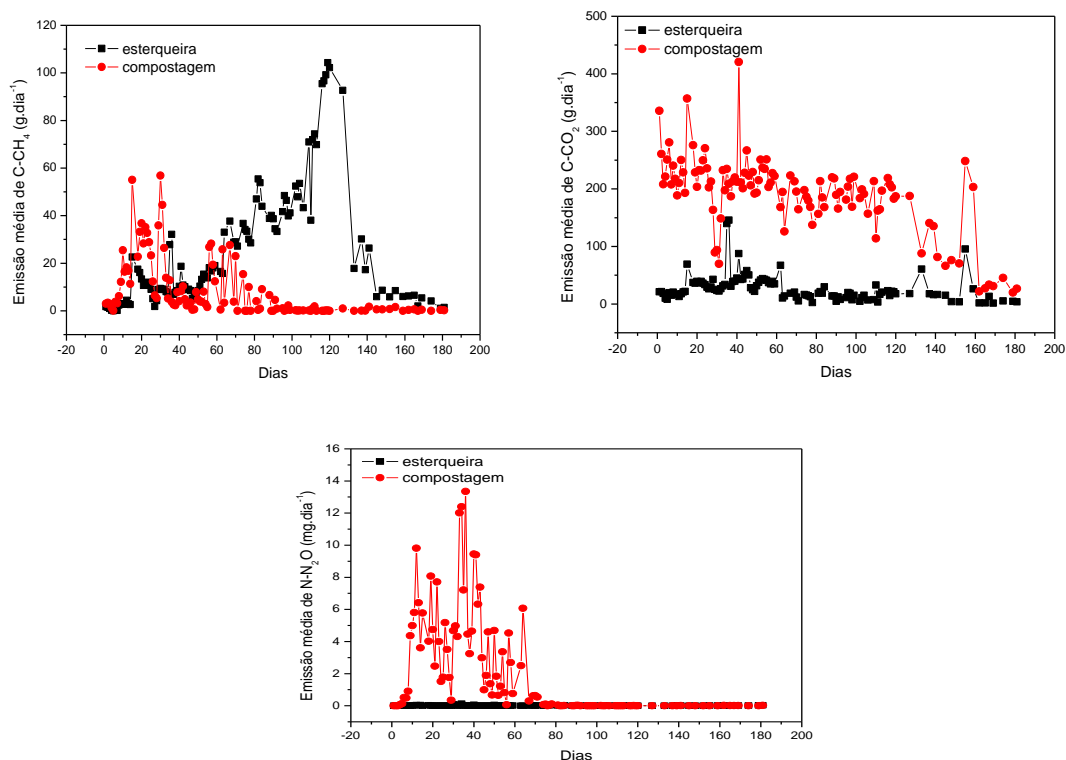 Emissão média de C-CH₄ (g.dia⁻¹)
120
100
80
60
40
20
0
esterqueira
compostagem
-20 0 20 40 60 80 100 120 140 160 180 200
Dias
Emissão média de C-CO₂ (g.dia⁻¹)
500
400
300
200
100
0
esterqueira
compostagem
-20 0 20 40 60 80 100 120 140 160 180 200
Dias
Emissão média de N-N₂O (mg.dia⁻¹)
16
14
12
10
8
6
4
2
0
esterqueira
compostagem
-20 0 20 40 60 80 100 120 140 160 180 200
Dias